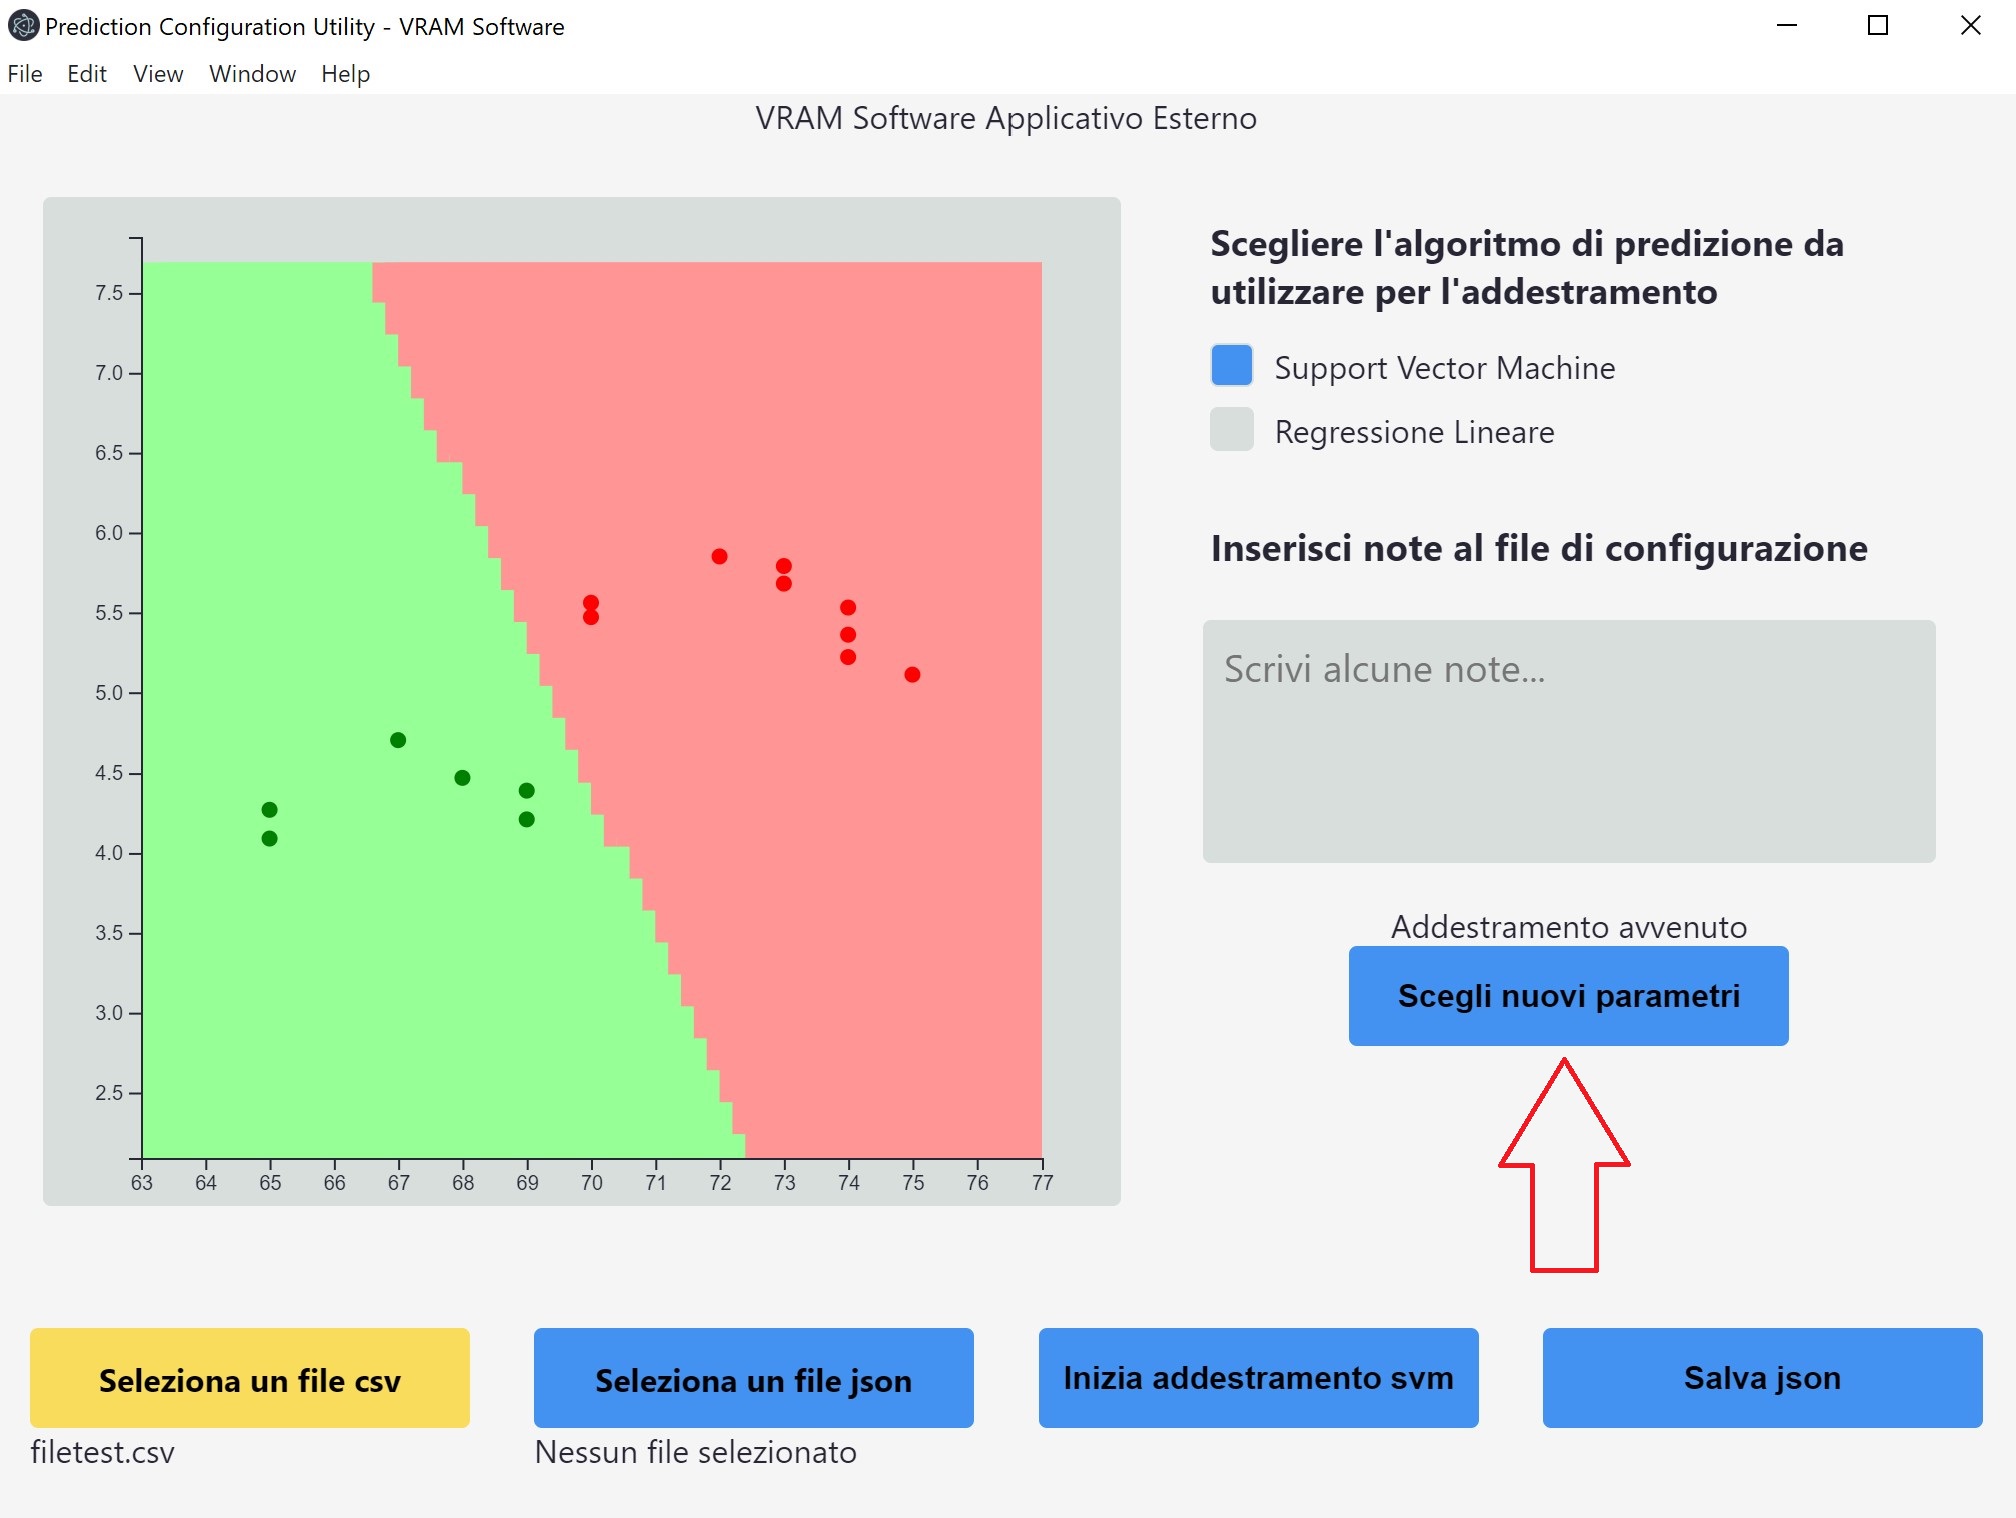 Prediction Configuration Utility - VRAM Software
File Edit View Window Help
VRAM Software Applicativo Esterno
7.5
7.0
6.5
6.0
5.5
5.0
4.5
4.0
3.5
3.0
2.5
63 64 65 66 67 68 69 70 71 72 73 74 75 76 77
Scegliere l'algoritmo di predizione da
utilizzare per l'addestramento
Support Vector Machine
Regressione Lineare
Inserisci note al file di configurazione
Scrivi alcune note...
Addestramento avvenuto
Scegli nuovi parametri
Seleziona un file csv
filetest.csv
Seleziona un file json
Nessun file selezionato
Inizia addestramento svm
Salva json